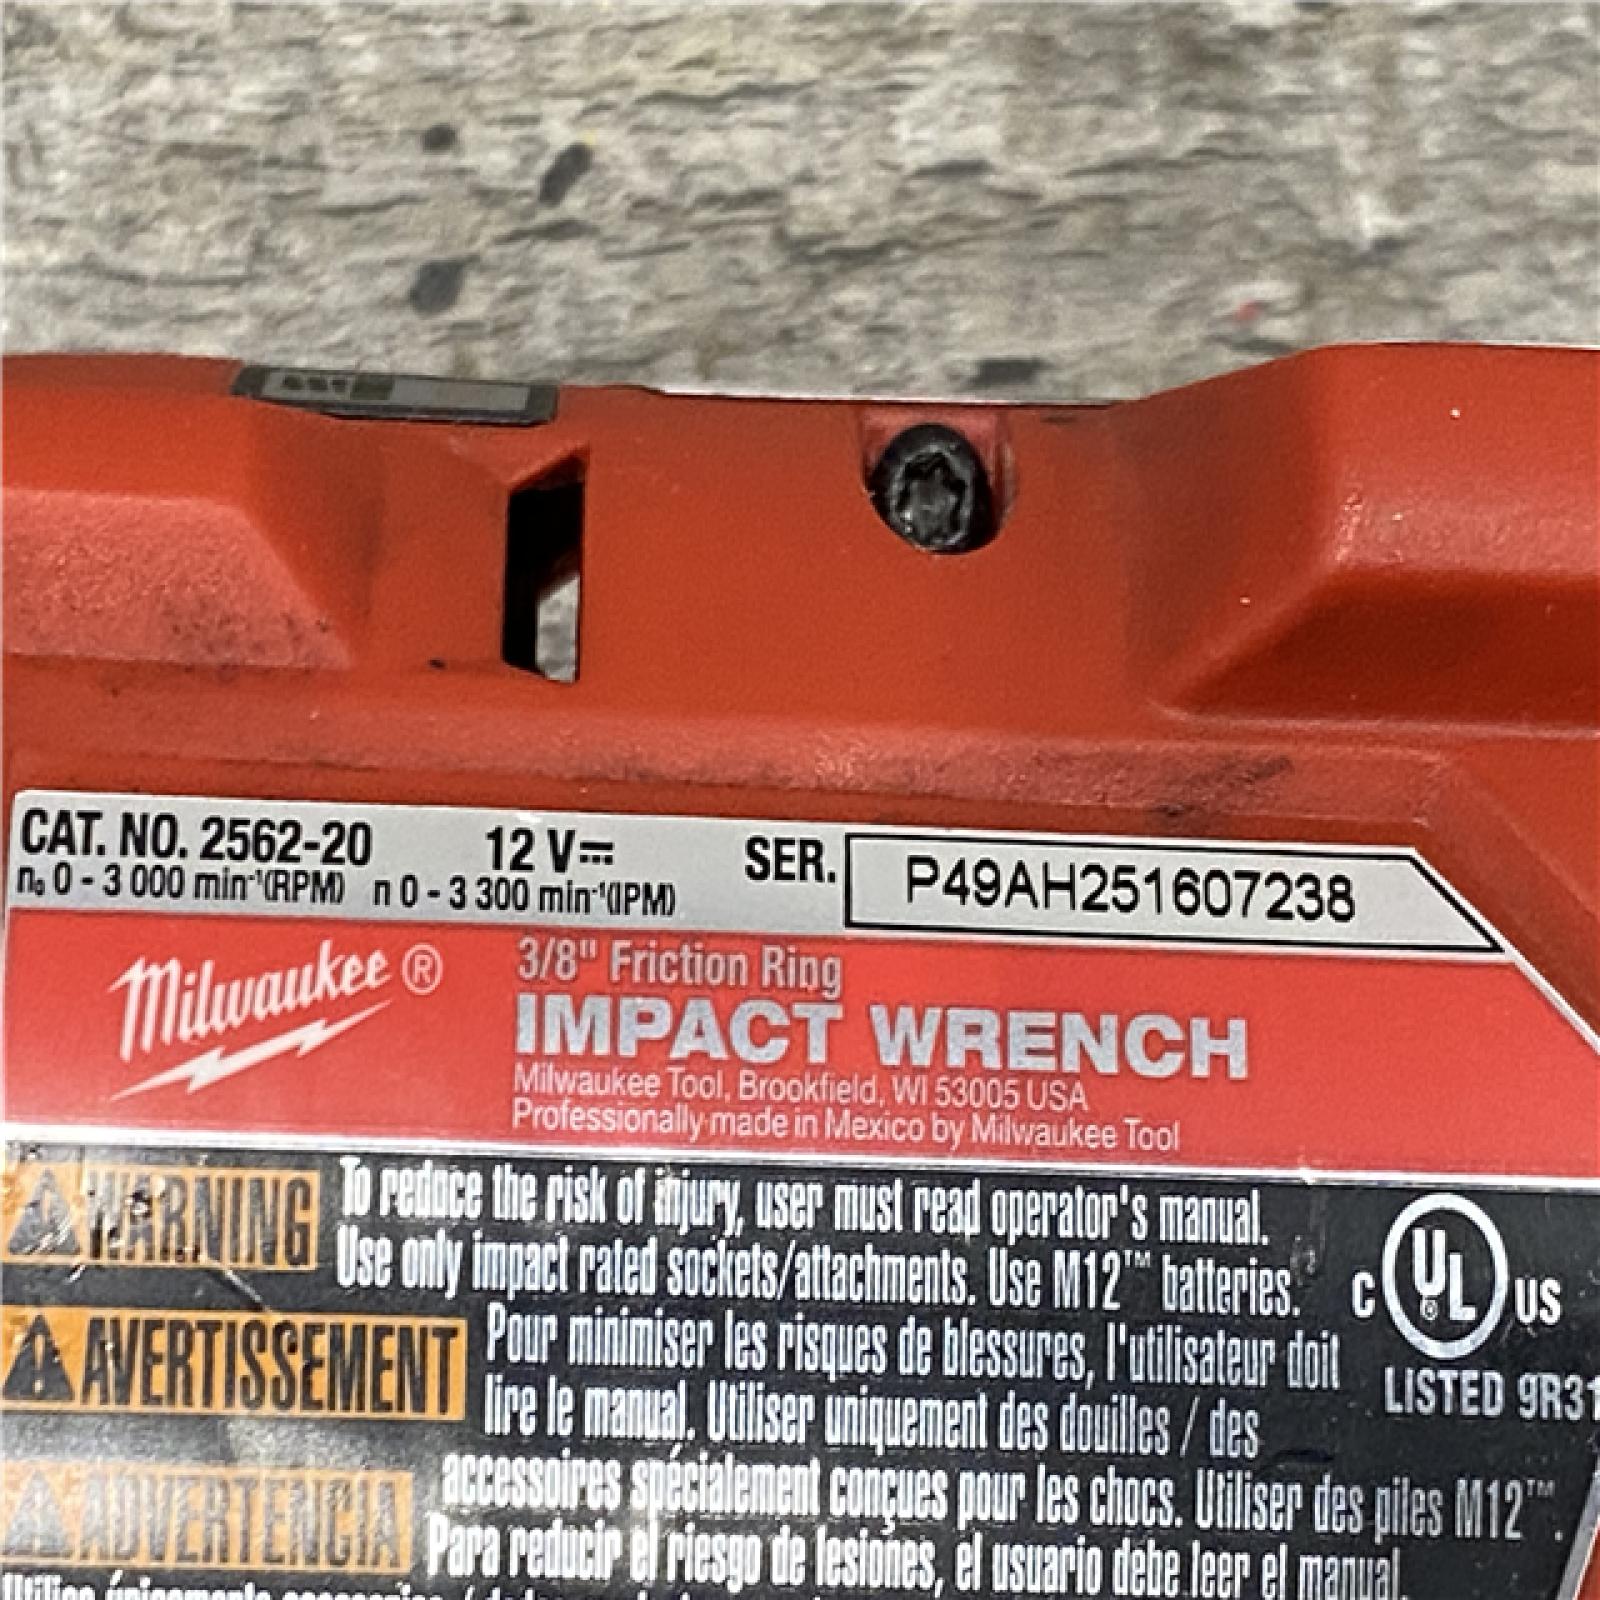 CAT. NO. 2562-20 12 V⎓ SER. P49AH251607238
n₀ 0 - 3 000 min⁻¹(RPM) n 0 - 3 300 min⁻¹(IPM)
Milwaukee®
3/8" Friction Ring
IMPACT WRENCH
Milwaukee Tool, Brookfield, WI 53005 USA
Professionally made in Mexico by Milwaukee Tool
WARNING To reduce the risk of injury, user must read operator's manual.
Use only impact rated sockets/attachments. Use M12™ batteries.
C UL® US
LISTED 9R31
AVERTISSEMENT Pour minimiser les risques de blessures, l'utilisateur doit
lire le manual. Utiliser uniquement des douilles / des
accessoires spécialement conçues pour les chocs. Utiliser des piles M12™.
ADVERTENCIA Para reducir el riesgo de lesiones, el usuario debe leer el manual.